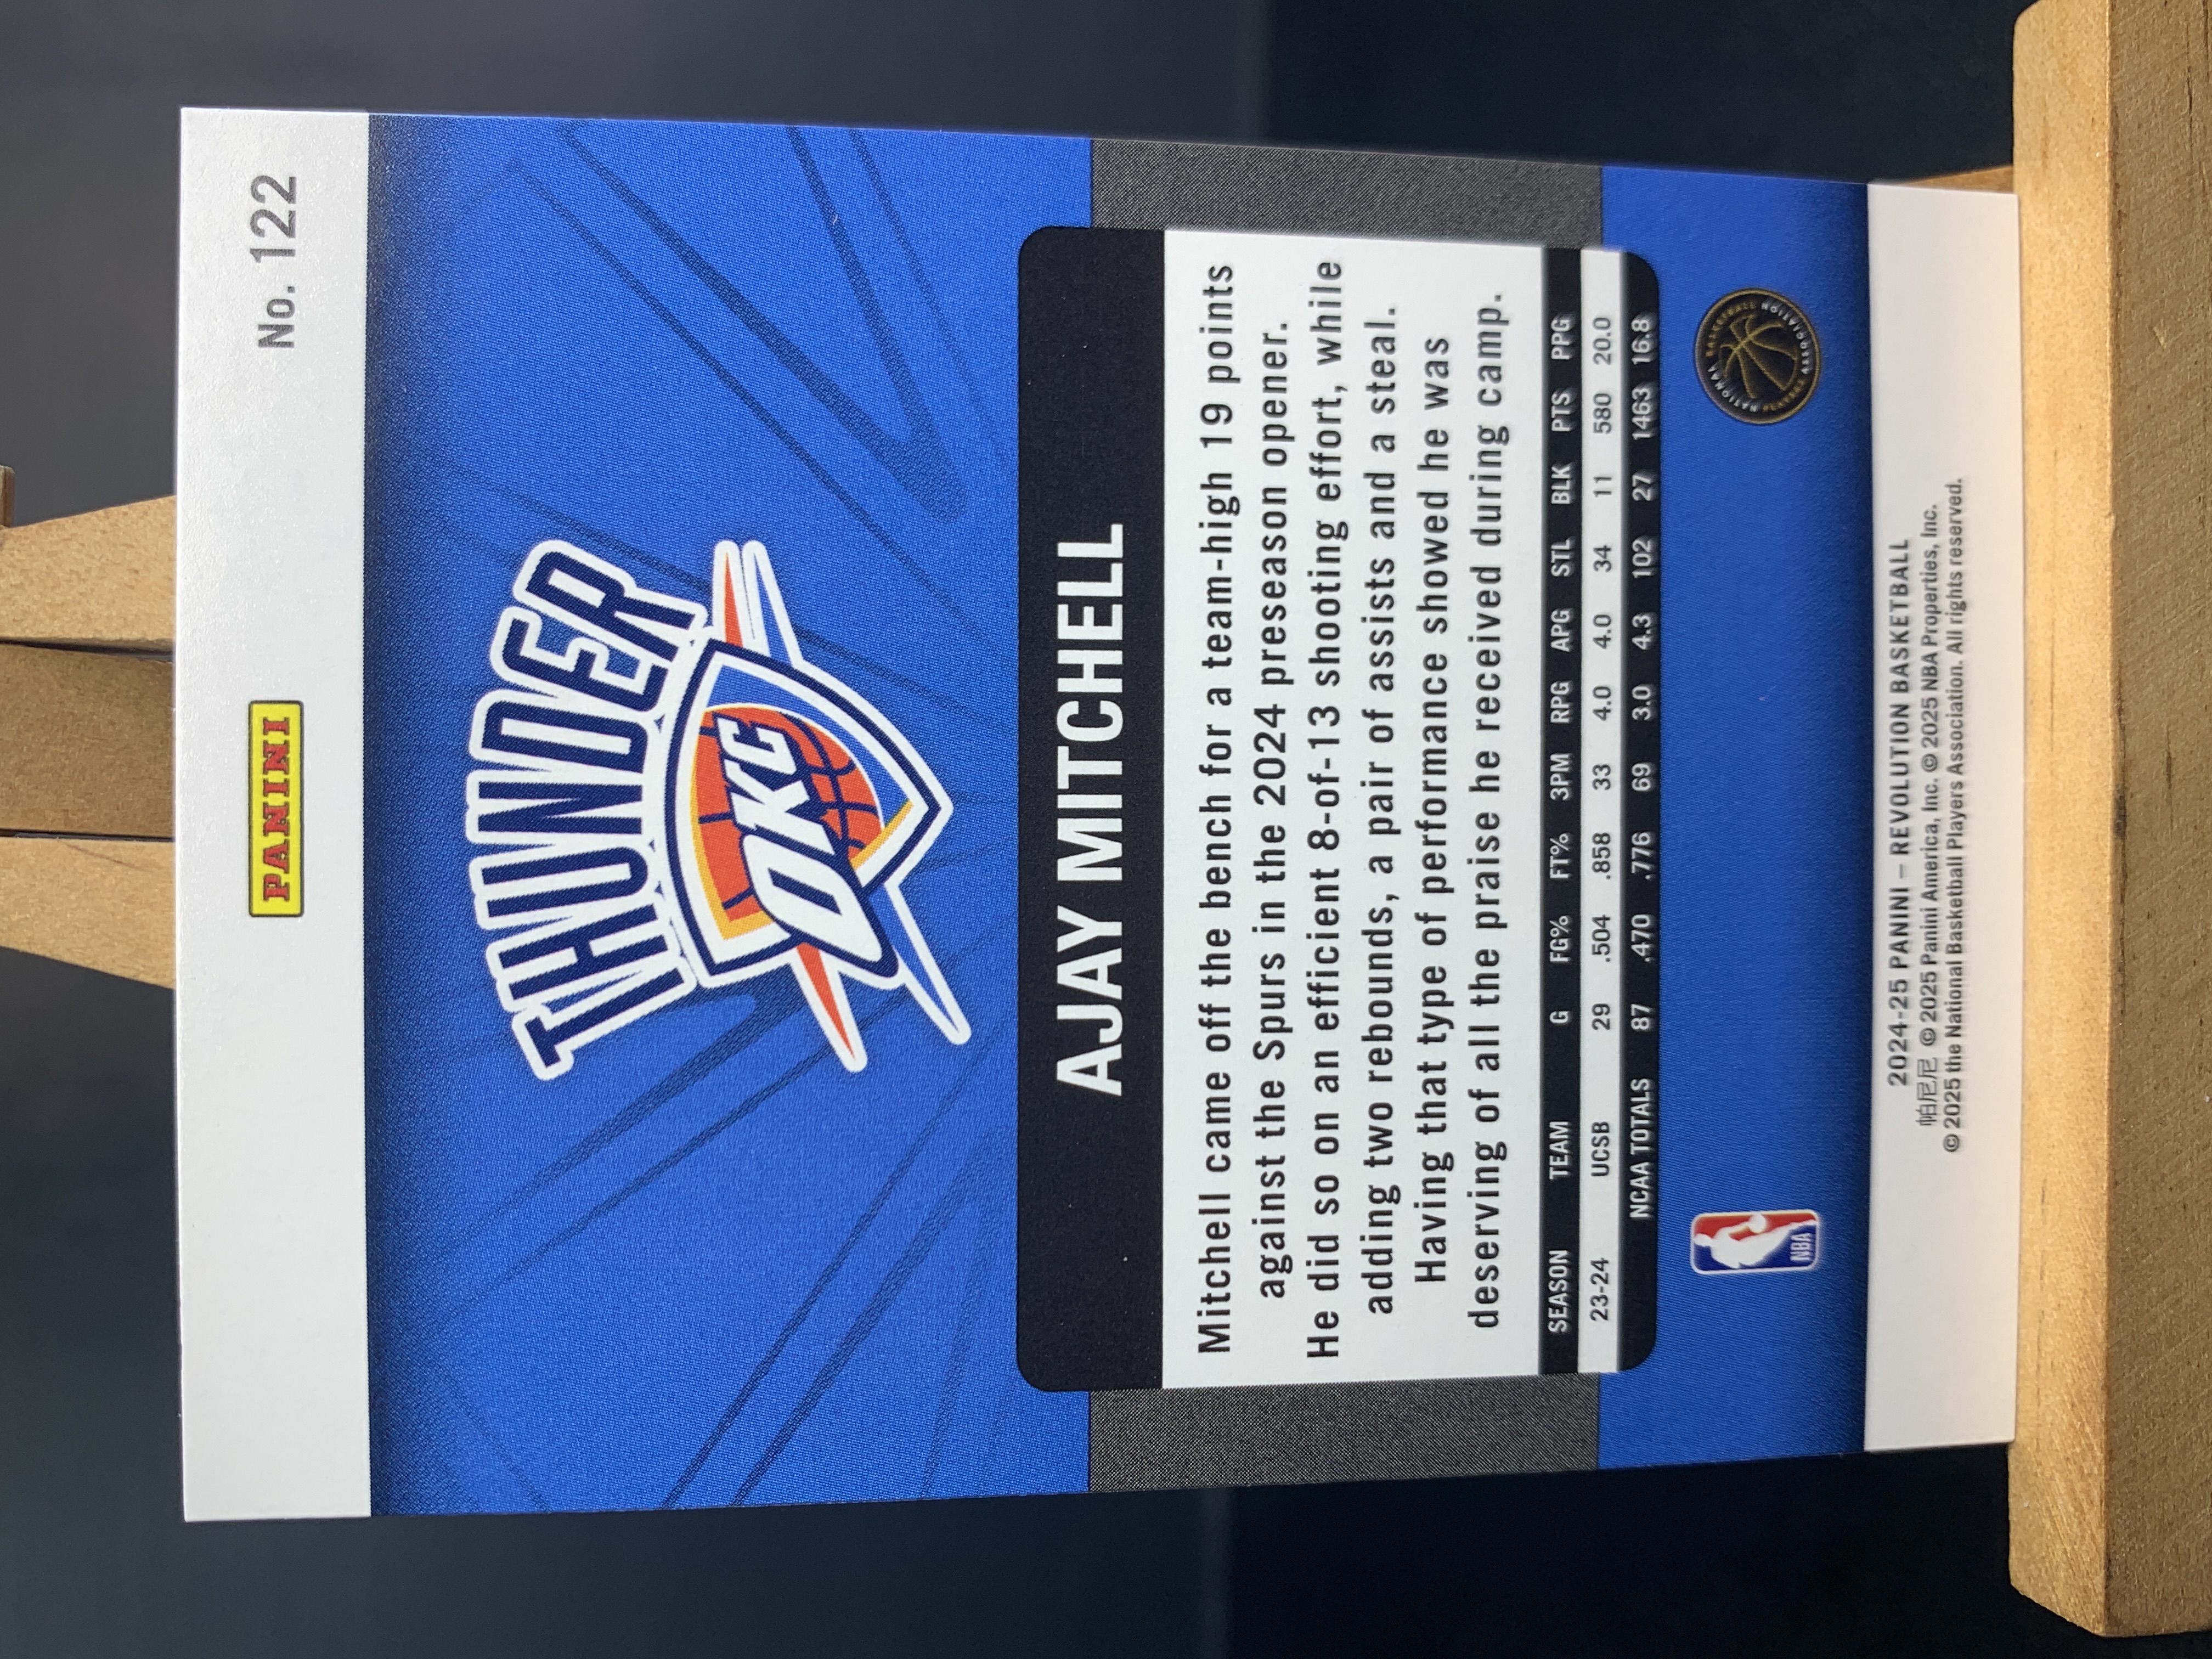 No. 122
PANINI
THUNDER
OKC
AJAY MITCHELL
Mitchell came off the bench for a team-high 19 points
against the Spurs in the 2024 preseason opener.
He did so on an efficient 8-of-13 shooting effort, while
adding two rebounds, a pair of assists and a steal.
Having that type of performance showed he was
deserving of all the praise he received during camp.
SEASON TEAM G FG% FT% 3PM RPG APG STL BLK PTS PPG
23-24 UCSB 29 .504 .858 33 4.0 4.0 34 11 580 20.0
NCAA TOTALS 87 .470 .776 69 3.0 4.3 102 27 1463 16.8
NBA
NATIONAL BASKETBALL
PLAYERS ASSOCIATION
2024-25 PANINI – REVOLUTION BASKETBALL
帕尼尼 © 2025 Panini America, Inc. © 2025 NBA Properties, Inc.
© 2025 the National Basketball Players Association. All rights reserved.